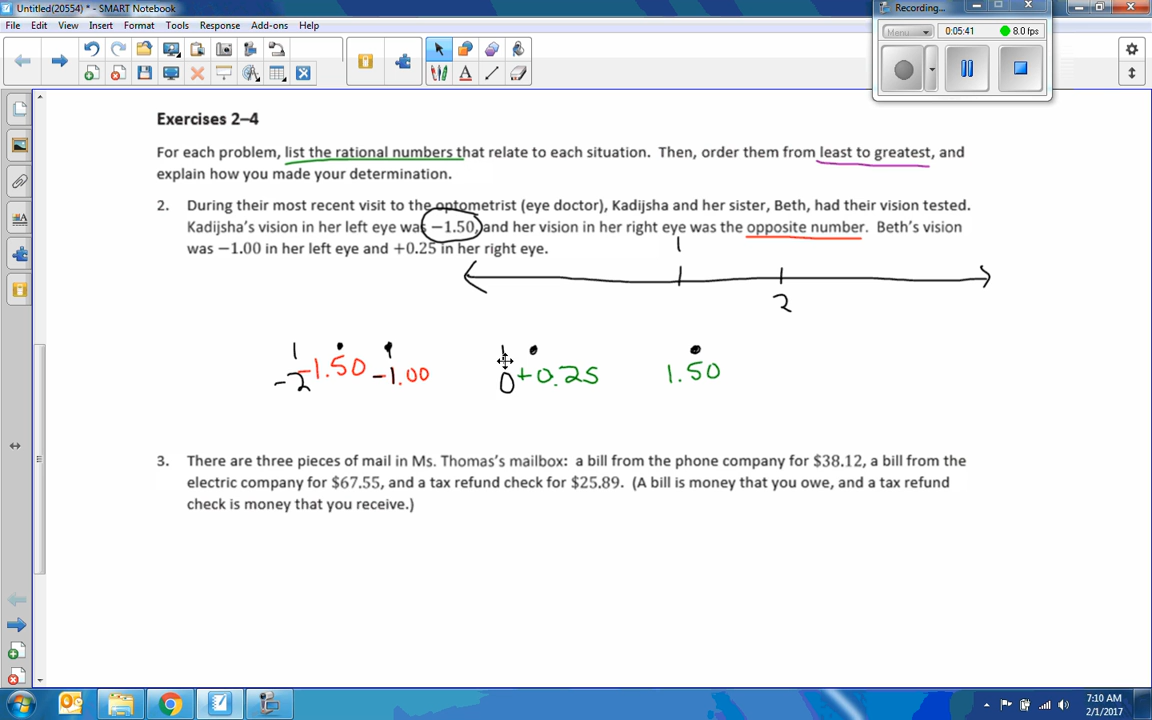 Untitled(20554) * - SMART Notebook
Recording...
File Edit View Insert Format Tools Response Add-ons Help
Menu 0:05:41 8.0 fps
Exercises 2–4
For each problem, list the rational numbers that relate to each situation. Then, order them from least to greatest, and
explain how you made your determination.
2. During their most recent visit to the optometrist (eye doctor), Kadijsha and her sister, Beth, had their vision tested.
Kadijsha's vision in her left eye was −1.50, and her vision in her right eye was the opposite number. Beth's vision
was −1.00 in her left eye and +0.25 in her right eye.
2
-2 -1.50 -1.00 0 +0.25 1.50
3. There are three pieces of mail in Ms. Thomas's mailbox: a bill from the phone company for $38.12, a bill from the
electric company for $67.55, and a tax refund check for $25.89. (A bill is money that you owe, and a tax refund
check is money that you receive.)
7:10 AM
2/1/2017